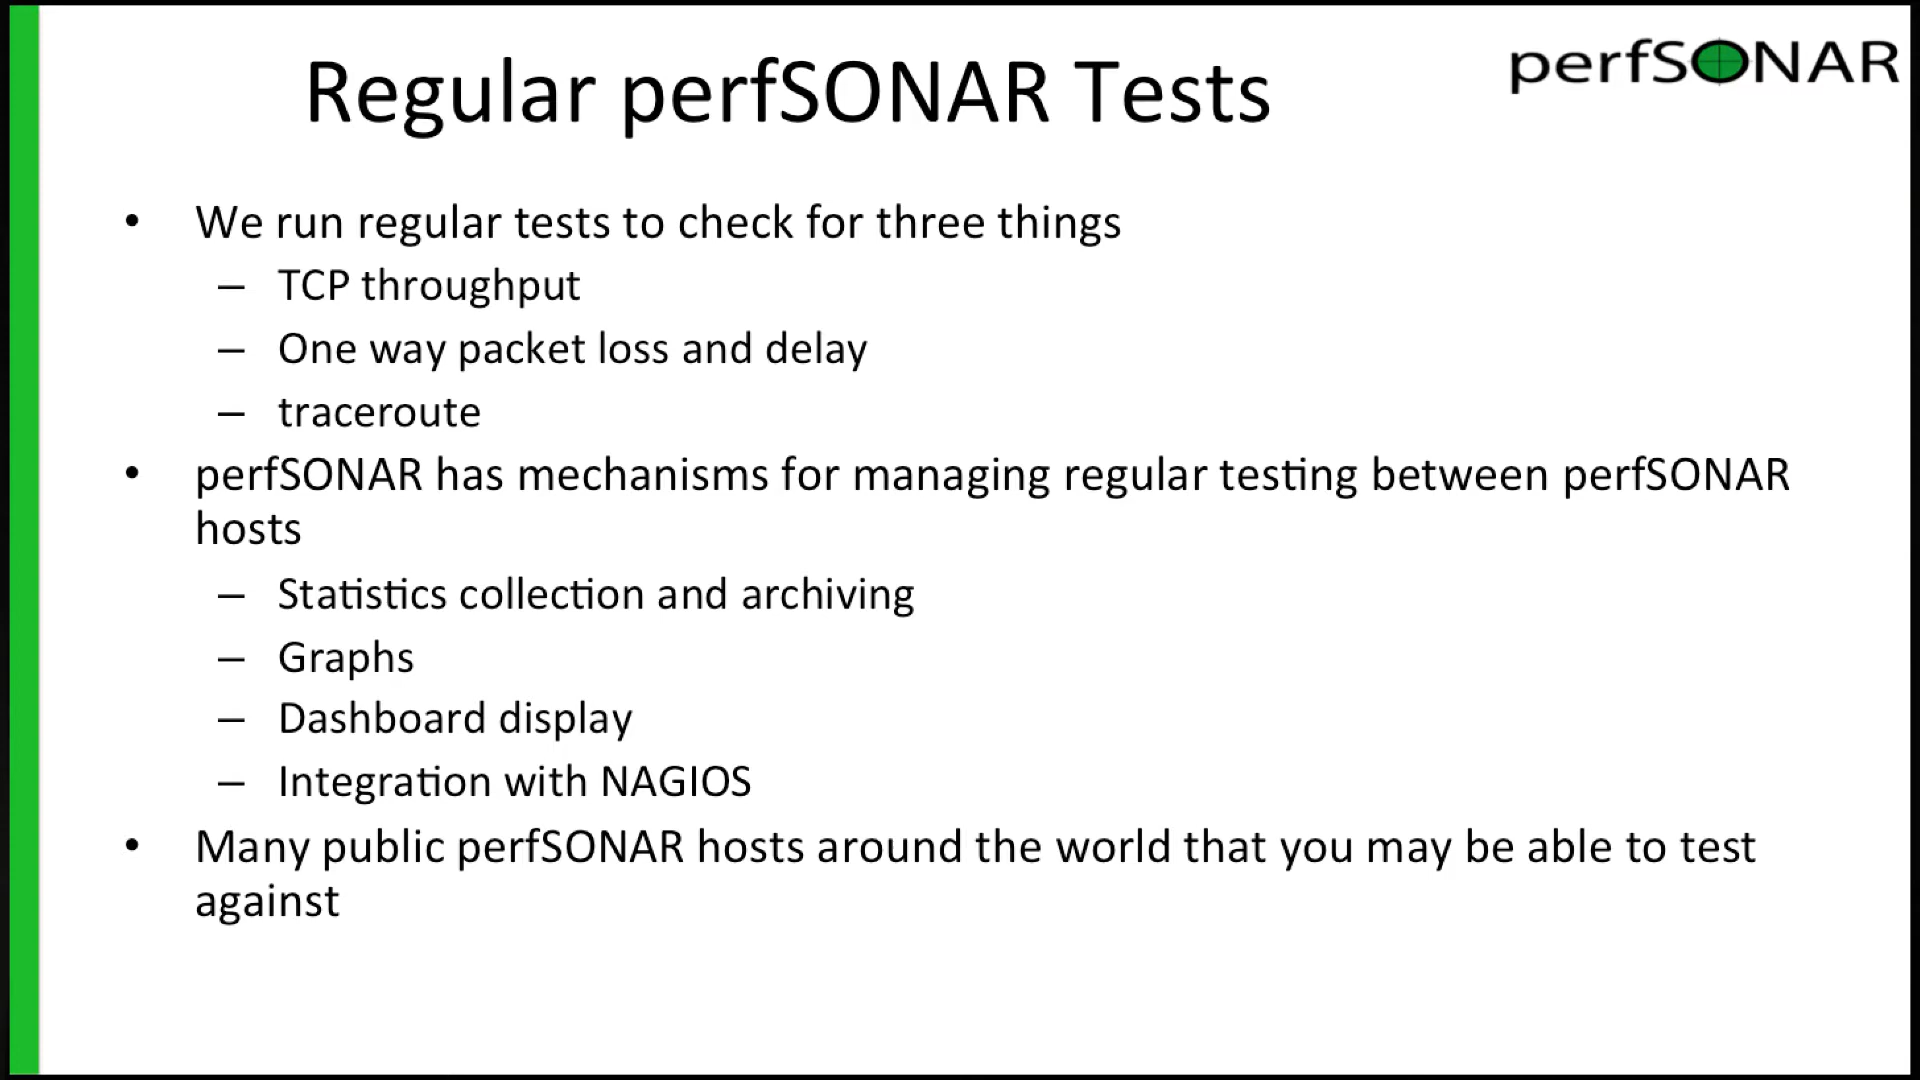 Regular perfSONAR Tests
perfSONAR
• We run regular tests to check for three things
– TCP throughput
– One way packet loss and delay
– traceroute
• perfSONAR has mechanisms for managing regular testing between perfSONAR
hosts
– Statistics collection and archiving
– Graphs
– Dashboard display
– Integration with NAGIOS
• Many public perfSONAR hosts around the world that you may be able to test
against